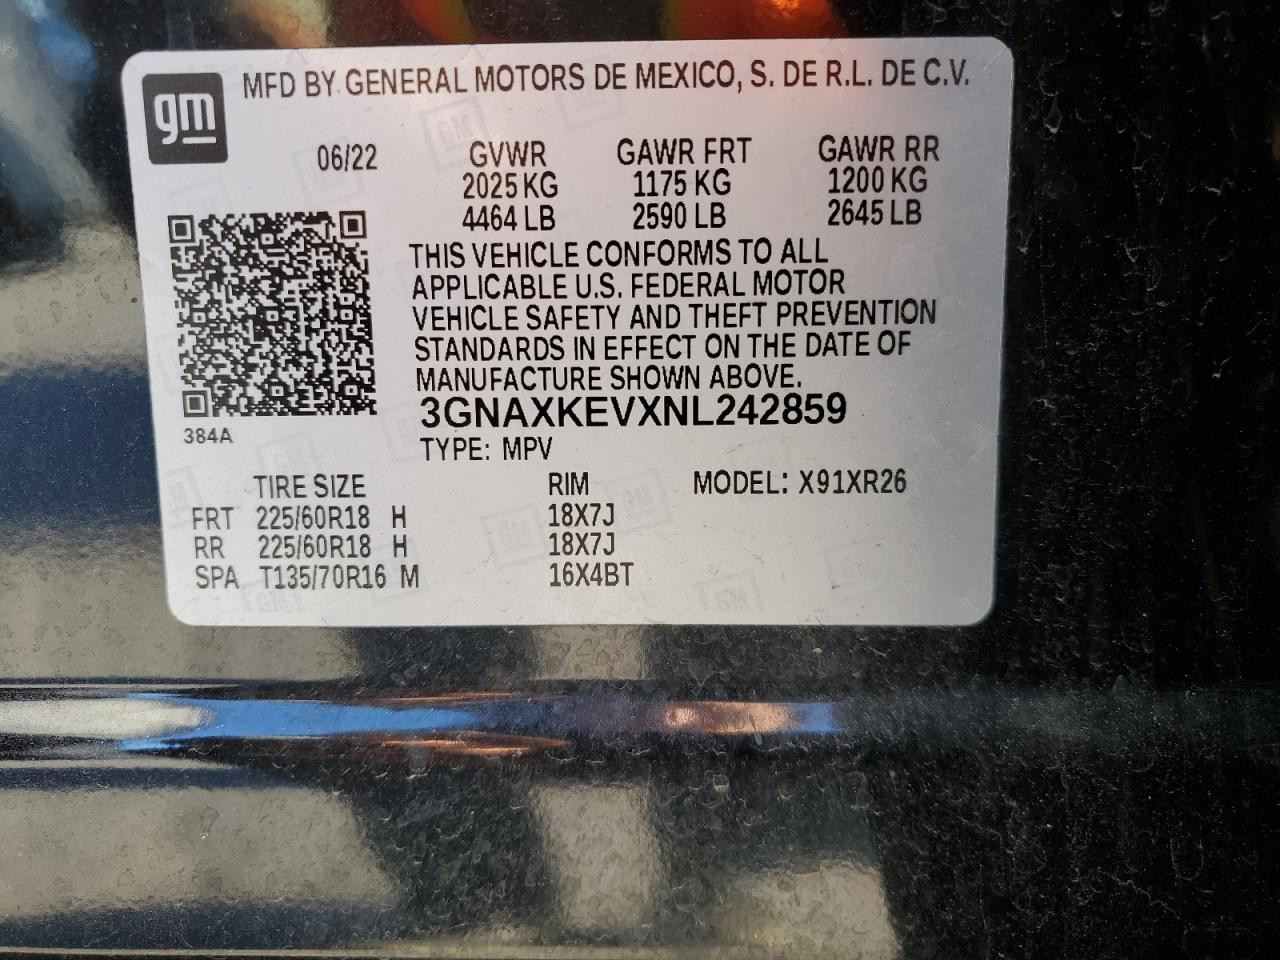 gm
MFD BY GENERAL MOTORS DE MEXICO, S. DE R.L. DE C.V.
06/22 GVWR GAWR FRT GAWR RR
2025 KG 1175 KG 1200 KG
4464 LB 2590 LB 2645 LB
THIS VEHICLE CONFORMS TO ALL
APPLICABLE U.S. FEDERAL MOTOR
VEHICLE SAFETY AND THEFT PREVENTION
STANDARDS IN EFFECT ON THE DATE OF
MANUFACTURE SHOWN ABOVE.
3GNAXKEVXNL242859
384A
TYPE: MPV
TIRE SIZE RIM MODEL: X91XR26
FRT 225/60R18 H 18X7J
RR 225/60R18 H 18X7J
SPA T135/70R16 M 16X4BT